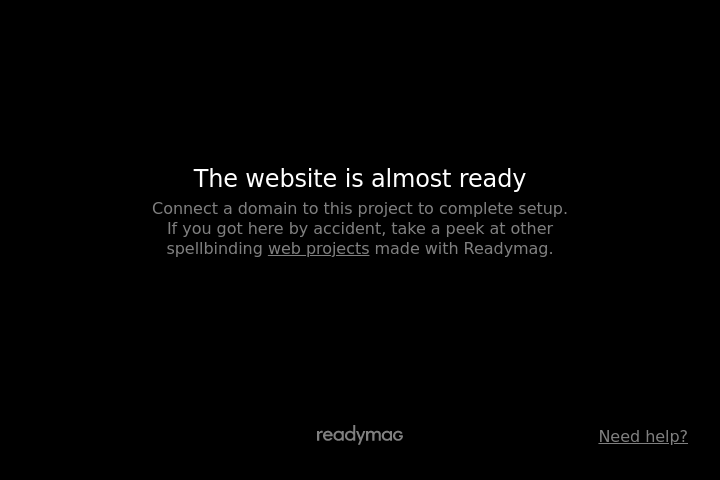 The website is almost ready
Connect a domain to this project to complete setup.
If you got here by accident, take a peek at other
spellbinding web projects made with Readymag.
readymag
Need help?